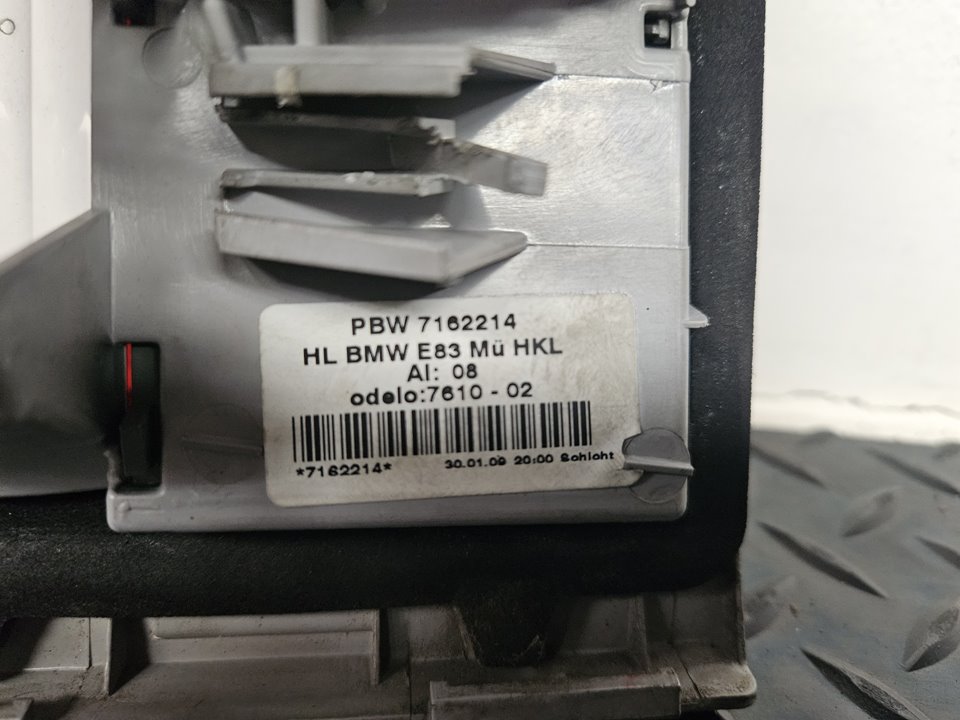 PBW 7162214
HL BMW E83 Mü HKL
AI: 08
odelo:7610 - 02
*7162214* 30.01.09 20:00 Schicht